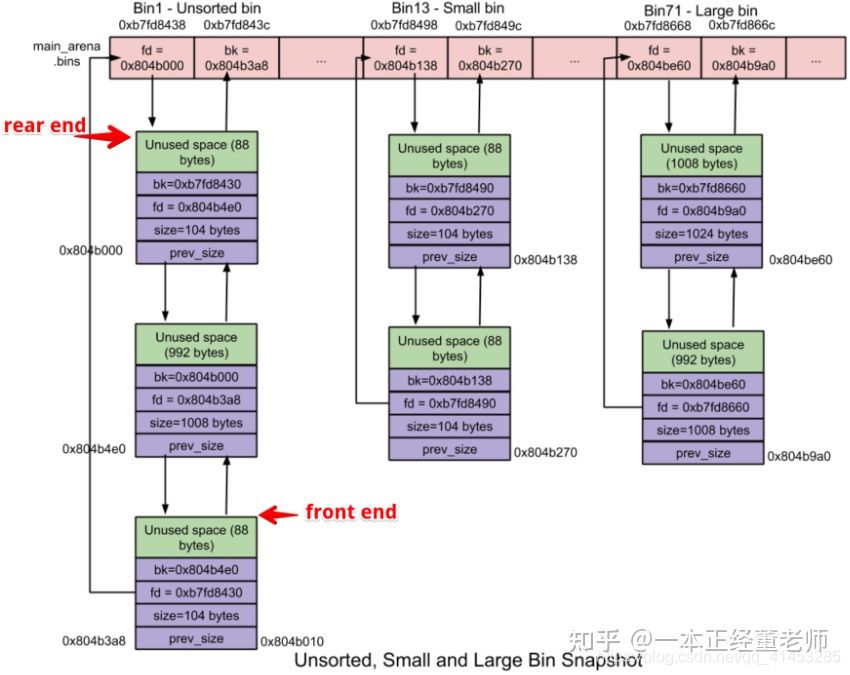 Bin1 - Unsorted bin
0xb7fd8438 0xb7fd843c
Bin13 - Small bin
0xb7fd8498 0xb7fd849c
Bin71 - Large bin
0xb7fd8668 0xb7fd866c
main_arena
.bins
fd =
0x804b000
bk =
0x804b3a8
...
fd =
0x804b138
bk =
0x804b270
...
fd =
0x804be60
bk =
0x804b9a0
...
rear end
Unused space (88
bytes)
bk=0xb7fd8430
fd = 0x804b4e0
size=104 bytes
prev_size
0x804b000
Unused space
(992 bytes)
bk=0x804b000
fd = 0x804b3a8
size=1008 bytes
prev_size
0x804b4e0
front end
Unused space (88
bytes)
bk=0x804b4e0
fd = 0xb7fd8430
size=104 bytes
prev_size
0x804b3a8
0x804b010
Unused space (88
bytes)
bk=0xb7fd8490
fd = 0x804b270
size=104 bytes
prev_size
0x804b138
Unused space (88
bytes)
bk=0x804b138
fd = 0xb7fd8490
size=104 bytes
prev_size
0x804b270
Unused space
(1008 bytes)
bk=0xb7fd8660
fd = 0x804b9a0
size=1024 bytes
prev_size
0x804be60
Unused space
(992 bytes)
bk=0x804be60
fd = 0xb7fd8660
size=1008 bytes
prev_size
0x804b9a0
知乎 @一本正经董老师
https://blog.csdn.net/qq_41453285
Unsorted, Small and Large Bin Snapshot